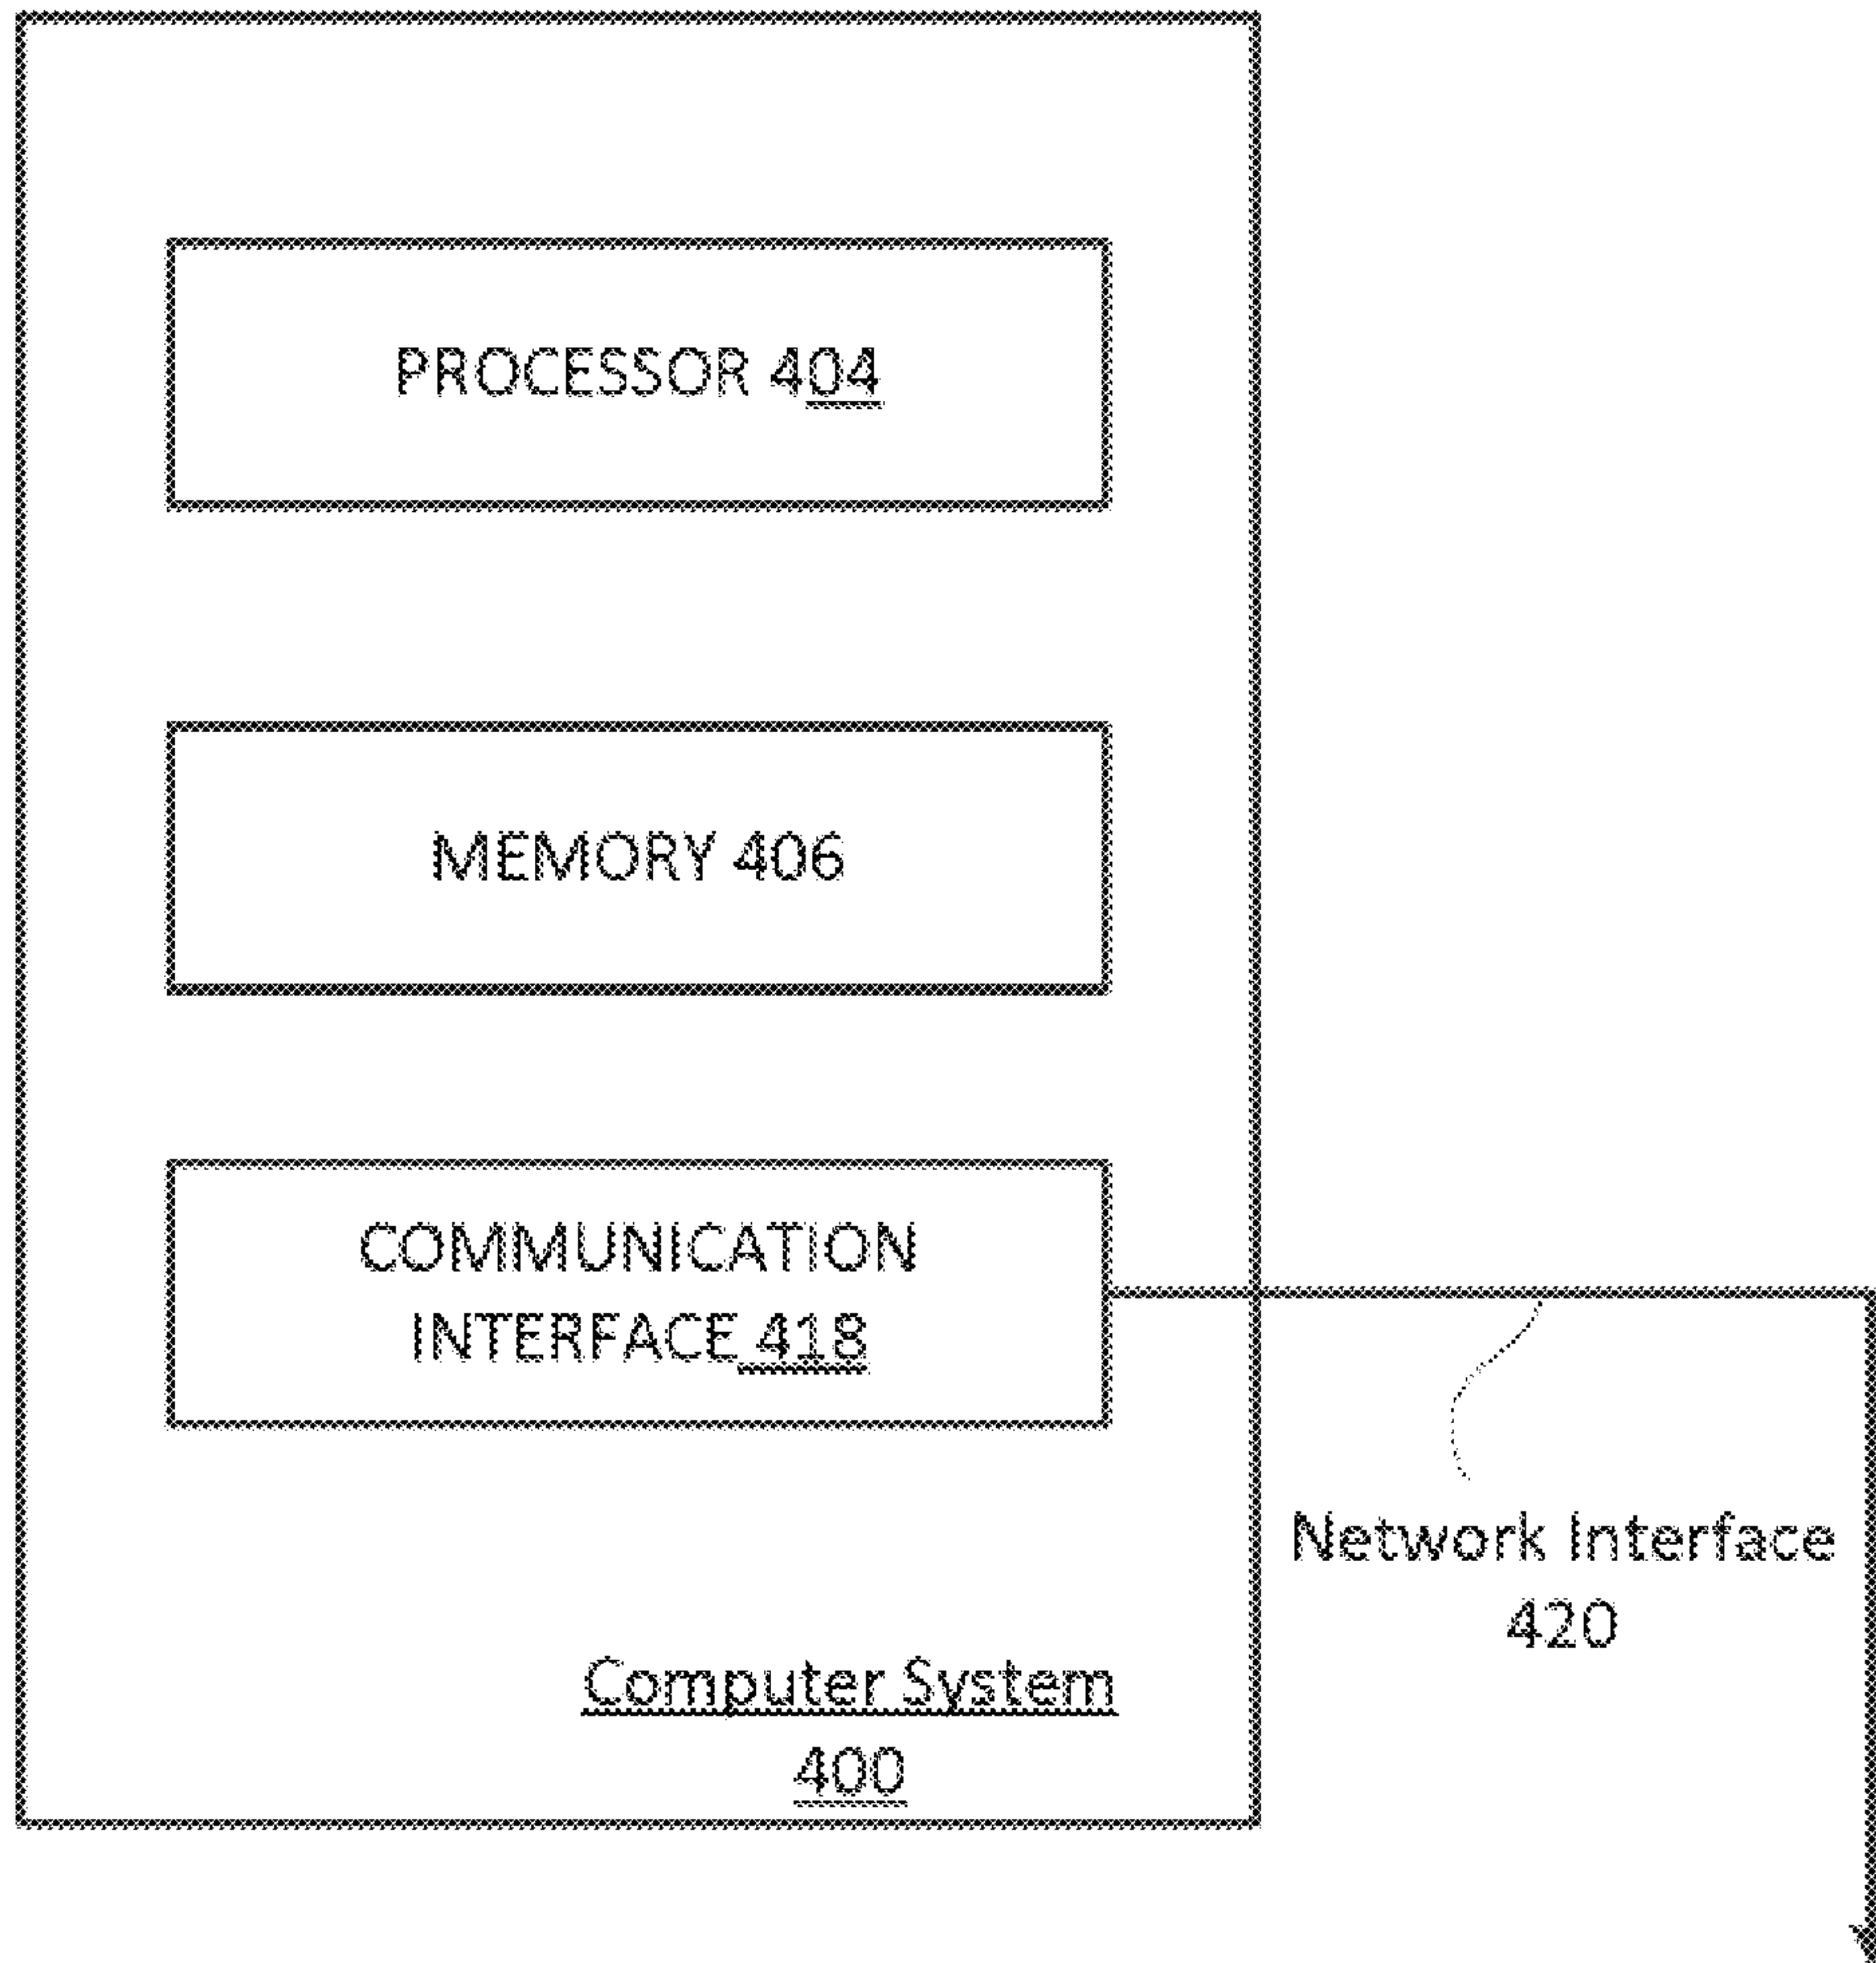 PROCESSOR 404
MEMORY 406
COMMUNICATION
INTERFACE 418
Network Interface
420
Computer System
400